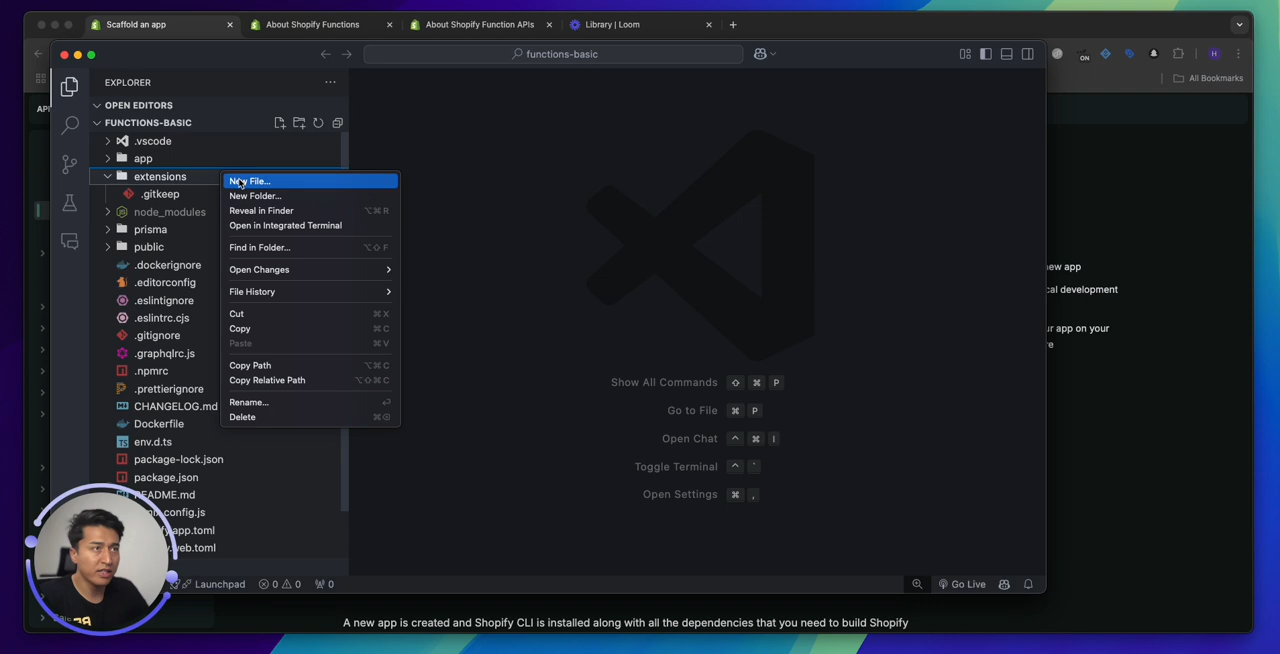 Scaffold an app
About Shopify Functions
About Shopify Function APIs
Library | Loom
functions-basic
ON
H
All Bookmarks
EXPLORER
OPEN EDITORS
FUNCTIONS-BASIC
.vscode
app
extensions
.gitkeep
node_modules
prisma
public
.dockerignore
.editorconfig
.eslintignore
.eslintrc.cjs
.gitignore
.graphqlrc.js
.npmrc
.prettierignore
CHANGELOG.md
Dockerfile
env.d.ts
package-lock.json
package.json
README.md
New File...
New Folder...
Reveal in Finder ⌥⌘R
Open in Integrated Terminal
Find in Folder... ⌥⇧F
Open Changes
File History
Cut ⌘X
Copy ⌘C
Paste ⌘V
Copy Path ⌥⌘C
Copy Relative Path ⌥⇧⌘C
Rename...
Delete
Show All Commands ⇧ ⌘ P
Go to File ⌘ P
Open Chat ^ ⌘ I
Toggle Terminal ^ `
Open Settings ⌘ ,
new app
development
app on your
Launchpad
0 0
0
Go Live
A new app is created and Shopify CLI is installed along with all the dependencies that you need to build Shopify